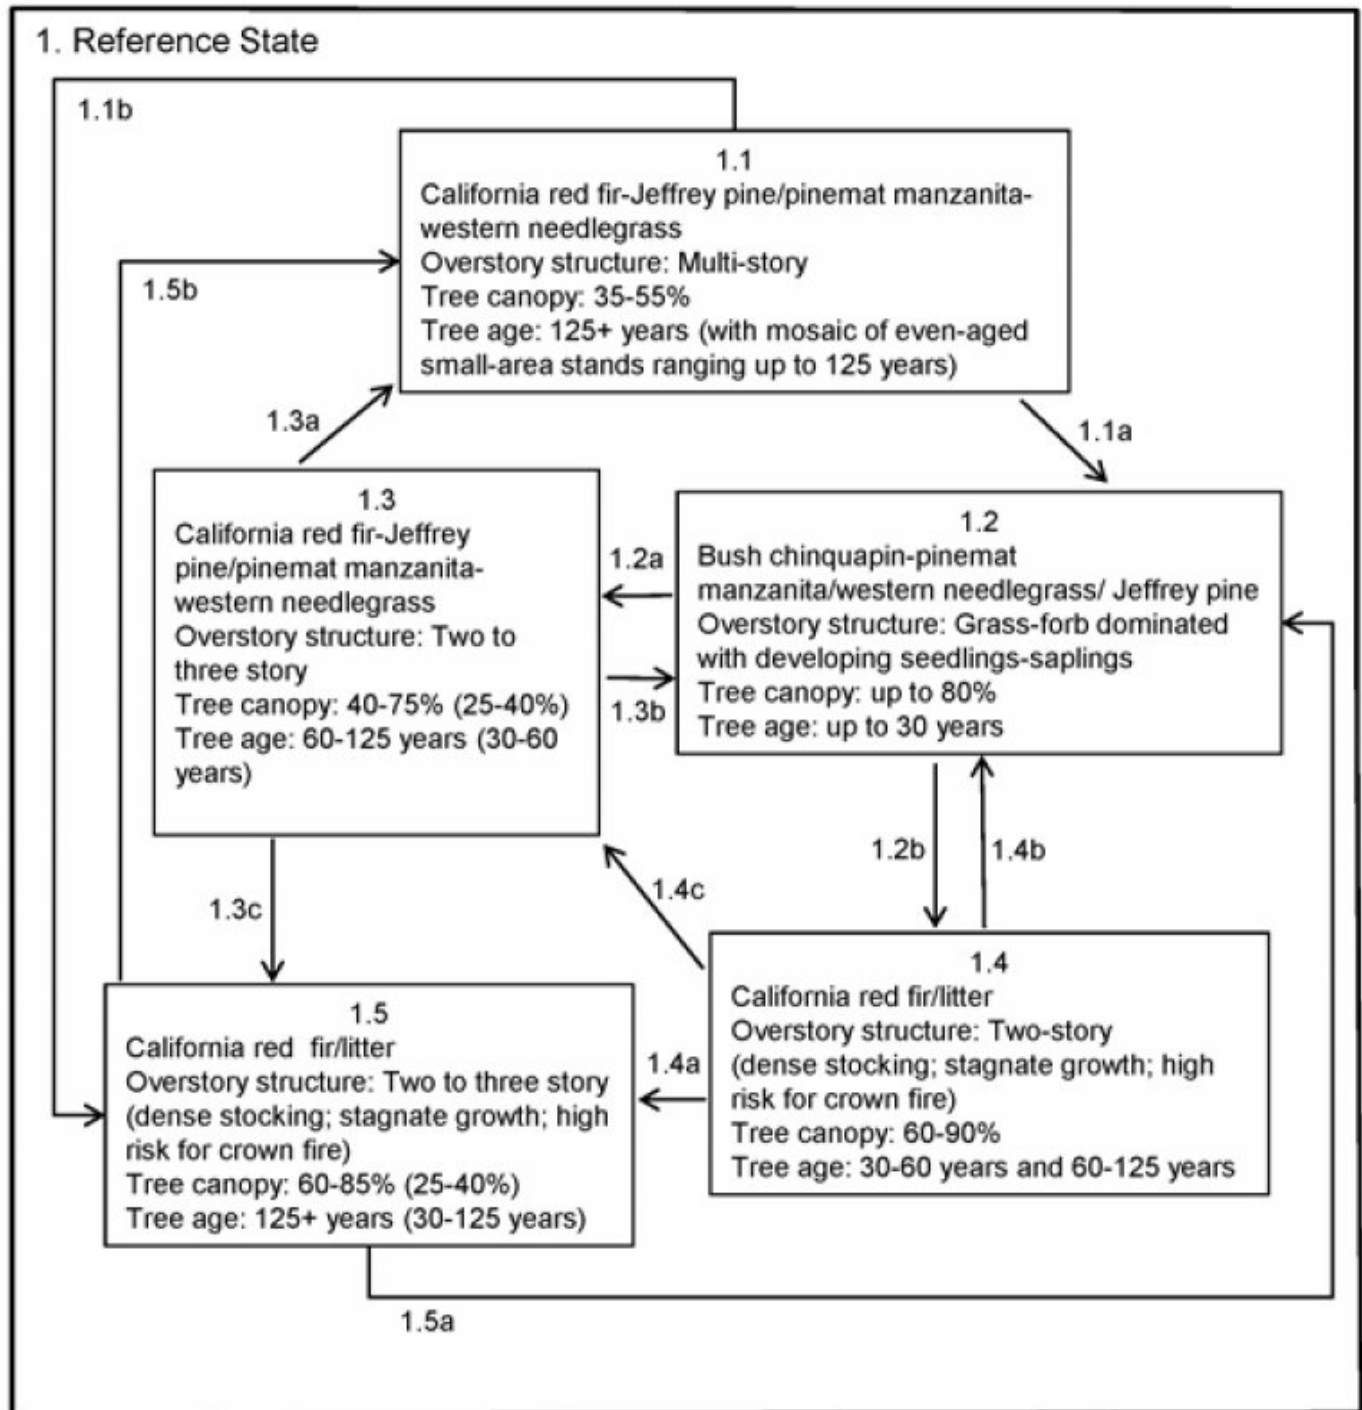 1. Reference State
1.1b
1.1
California red fir-Jeffrey pine/pinemat manzanita-
western needlegrass
Overstory structure: Multi-story
Tree canopy: 35-55%
Tree age: 125+ years (with mosaic of even-aged
small-area stands ranging up to 125 years)
1.5b
1.3a
1.1a
1.3
California red fir-Jeffrey
pine/pinemat manzanita-
western needlegrass
Overstory structure: Two to
three story
Tree canopy: 40-75% (25-40%)
Tree age: 60-125 years (30-60
years)
1.2a
1.3b
1.2
Bush chinquapin-pinemat
manzanita/western needlegrass/ Jeffrey pine
Overstory structure: Grass-forb dominated
with developing seedlings-saplings
Tree canopy: up to 80%
Tree age: up to 30 years
1.2b
1.4b
1.4c
1.3c
1.4
California red fir/litter
Overstory structure: Two-story
(dense stocking; stagnate growth; high
risk for crown fire)
Tree canopy: 60-90%
Tree age: 30-60 years and 60-125 years
1.4a
1.5
California red fir/litter
Overstory structure: Two to three story
(dense stocking; stagnate growth; high
risk for crown fire)
Tree canopy: 60-85% (25-40%)
Tree age: 125+ years (30-125 years)
1.5a